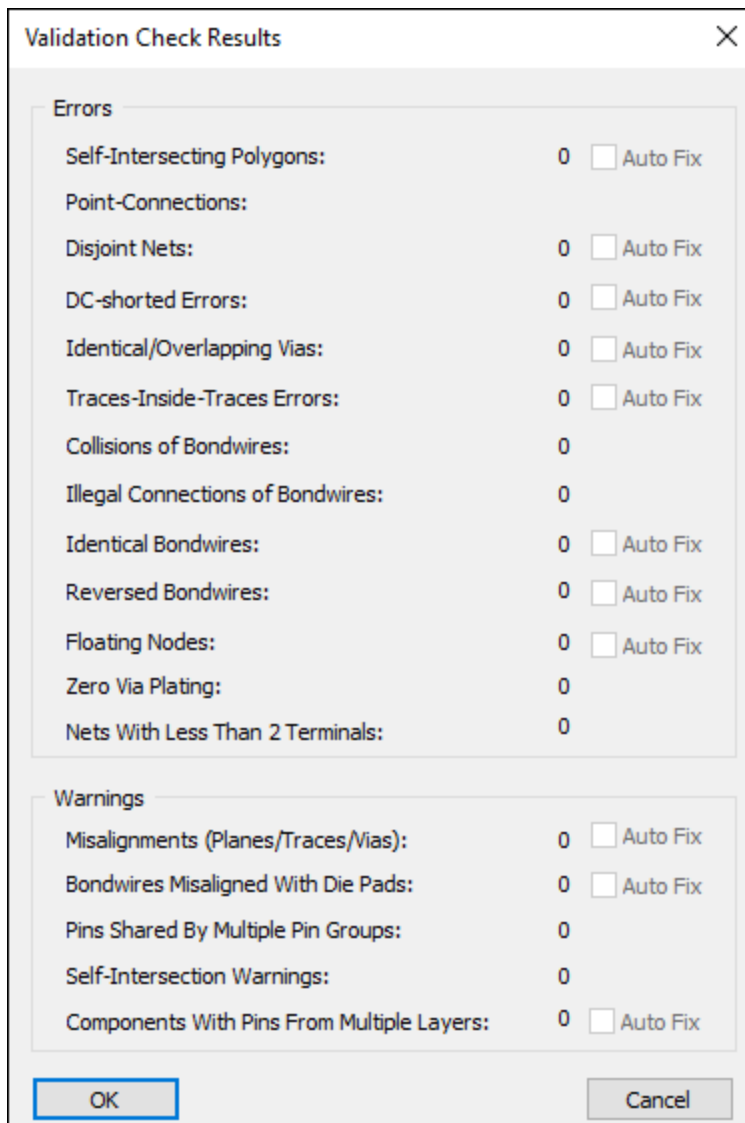 Validation Check Results
Errors
Self-Intersecting Polygons: 0 Auto Fix
Point-Connections:
Disjoint Nets: 0 Auto Fix
DC-shorted Errors: 0 Auto Fix
Identical/Overlapping Vias: 0 Auto Fix
Traces-Inside-Traces Errors: 0 Auto Fix
Collisions of Bondwires: 0
Illegal Connections of Bondwires: 0
Identical Bondwires: 0 Auto Fix
Reversed Bondwires: 0 Auto Fix
Floating Nodes: 0 Auto Fix
Zero Via Plating: 0
Nets With Less Than 2 Terminals: 0
Warnings
Misalignments (Planes/Traces/Vias): 0 Auto Fix
Bondwires Misaligned With Die Pads: 0 Auto Fix
Pins Shared By Multiple Pin Groups: 0
Self-Intersection Warnings: 0
Components With Pins From Multiple Layers: 0 Auto Fix
OK Cancel